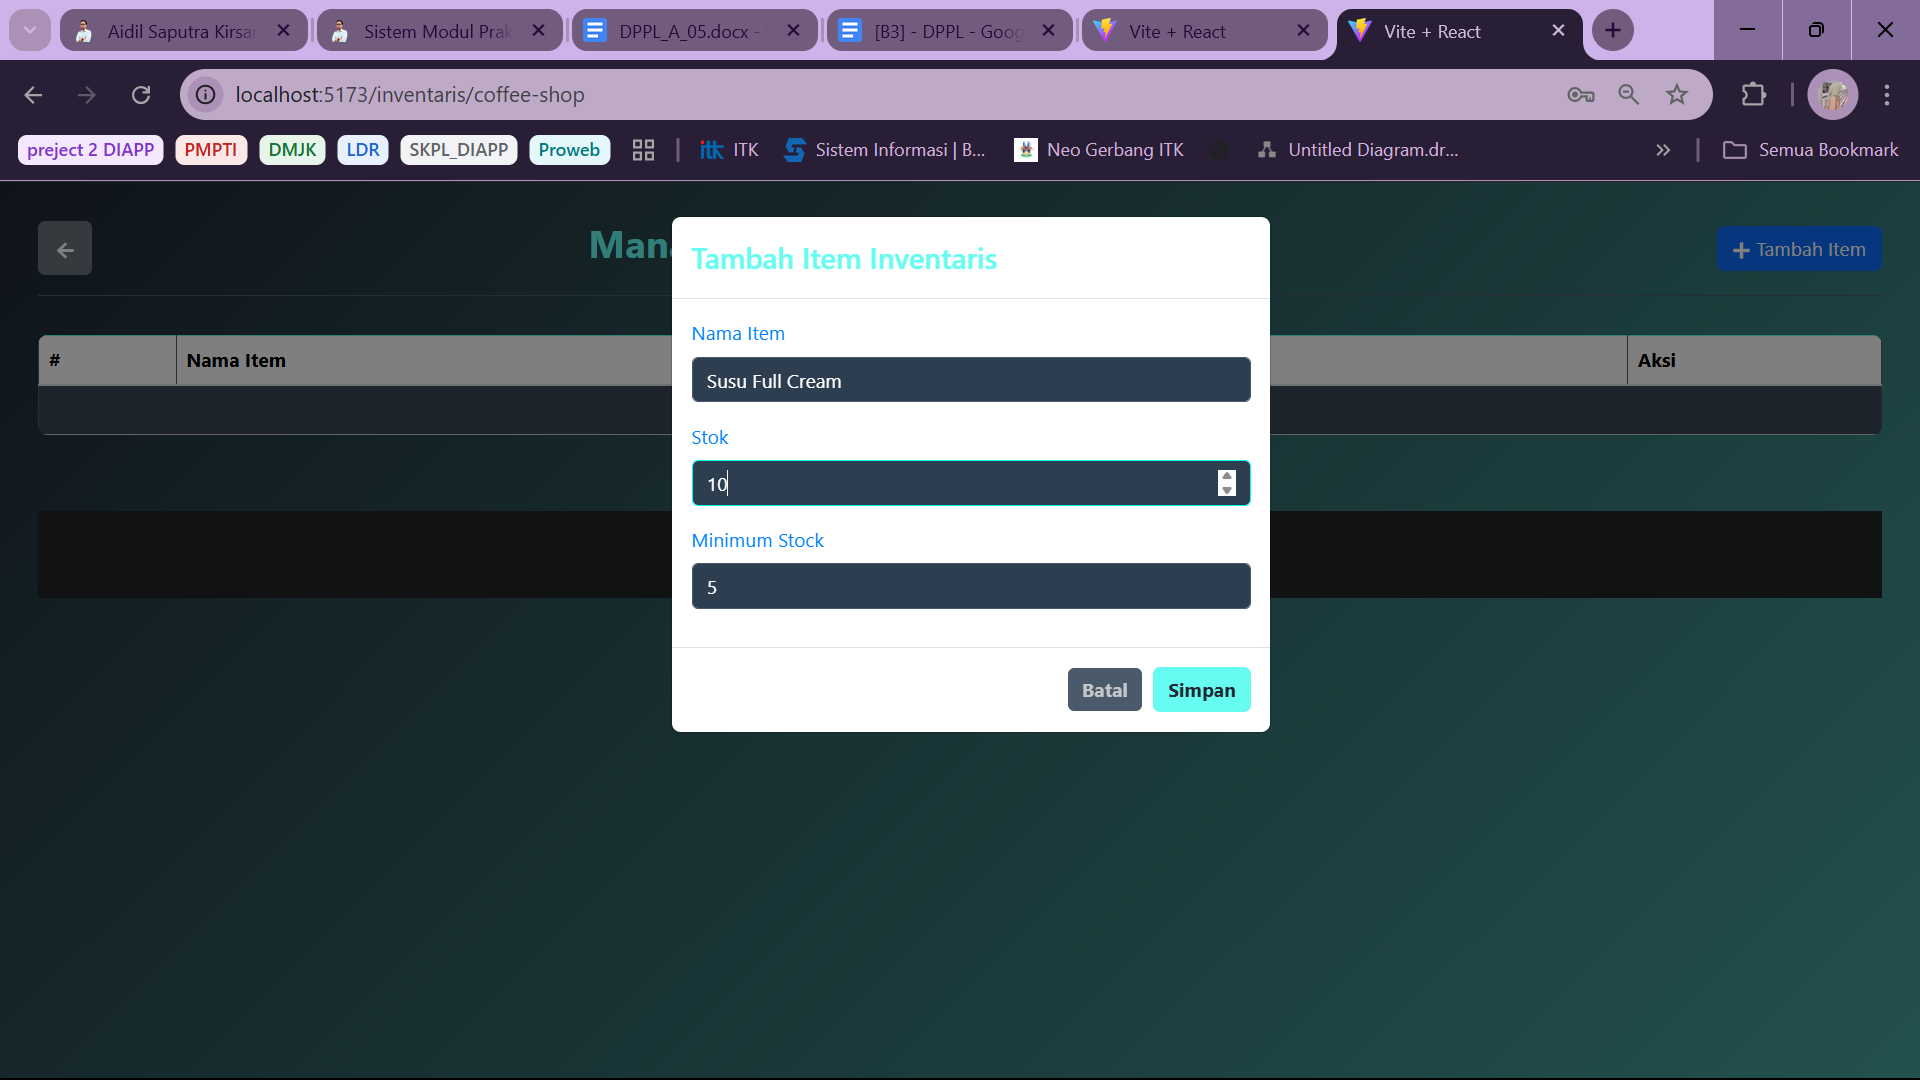 Aidil Saputra Kirsan
Sistem Modul Prak
DPPL_A_05.docx -
[B3] - DPPL - Goog
Vite + React
Vite + React
localhost:5173/inventaris/coffee-shop
preject 2 DIAPP
PMPTI
DMJK
LDR
SKPL_DIAPP
Proweb
itk ITK
Sistem Informasi | B...
Neo Gerbang ITK
Untitled Diagram.dr...
»
Semua Bookmark
Mana
Tambah Item
Tambah Item Inventaris
#
Nama Item
Aksi
Nama Item
Susu Full Cream
Stok
10
Minimum Stock
5
Batal
Simpan